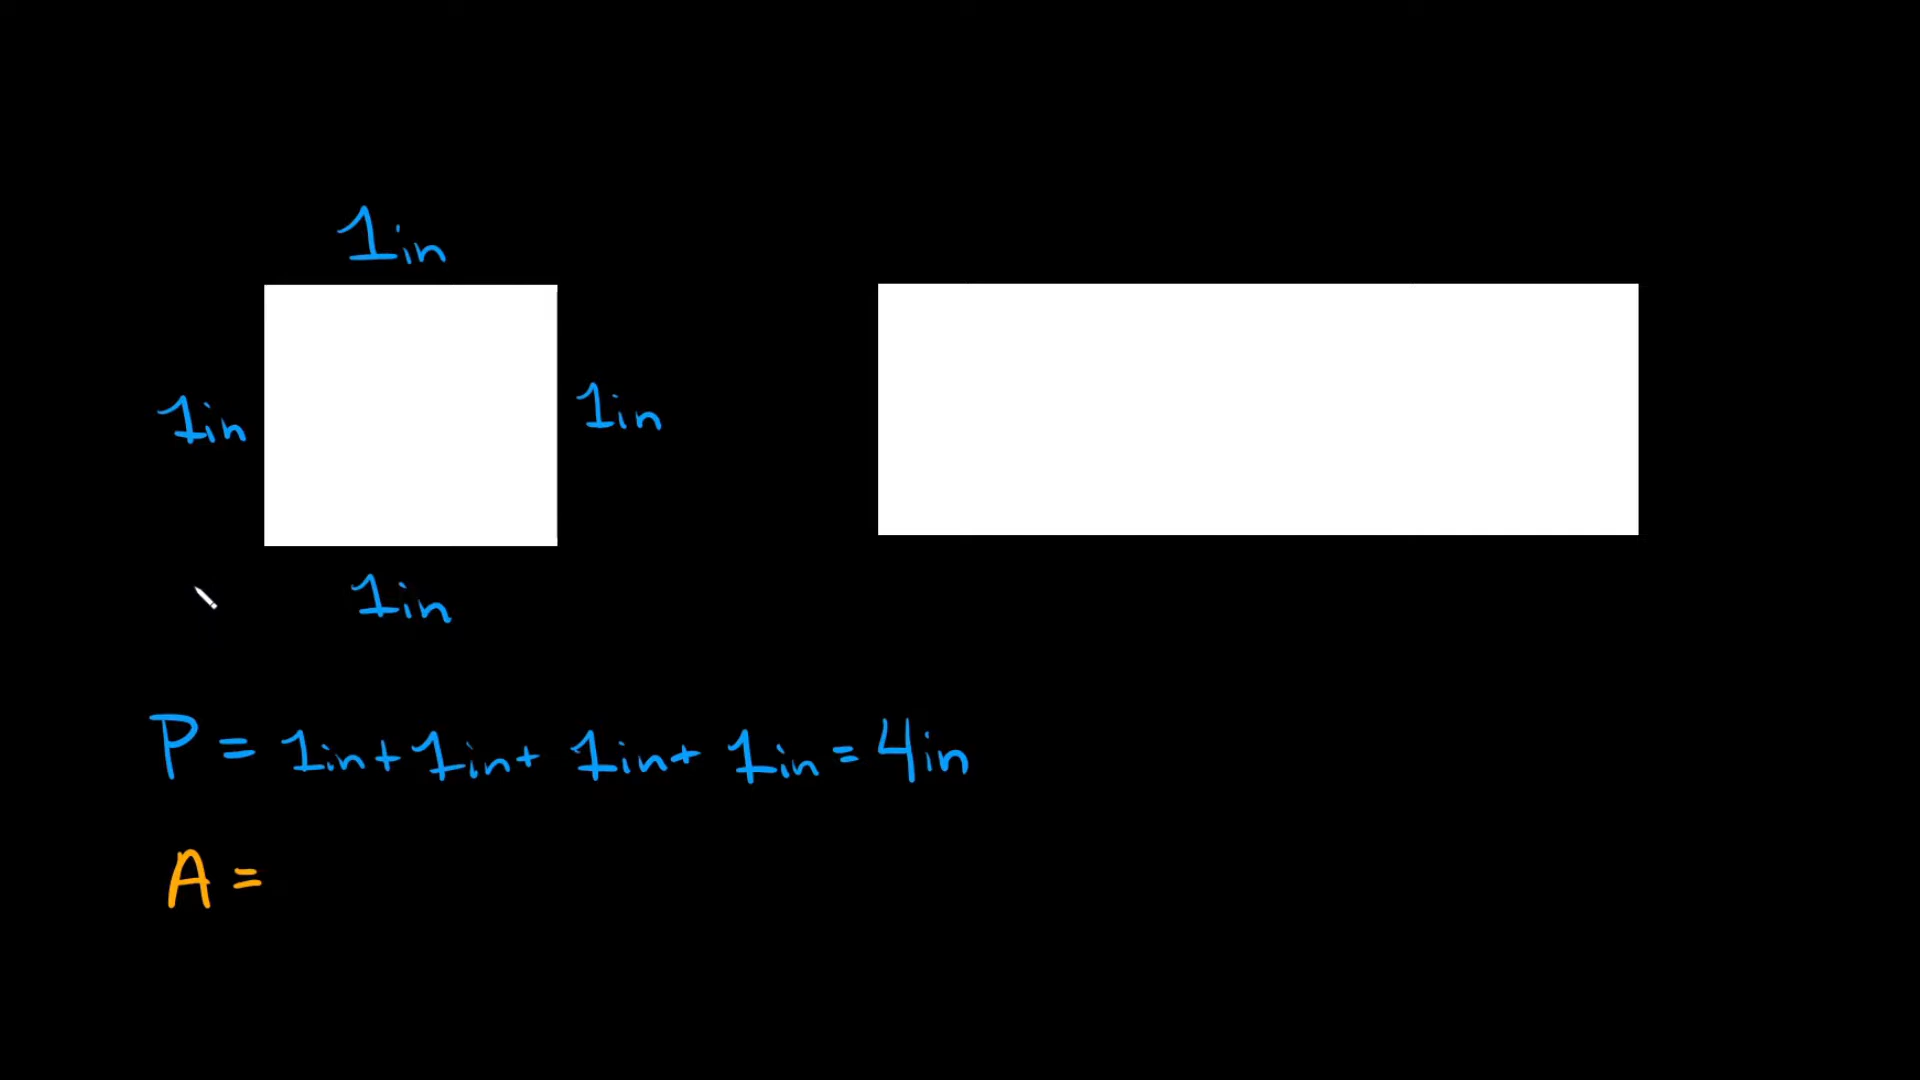 1in
1in
1in
1in
P = 1in + 1in + 1in + 1in = 4in
A =